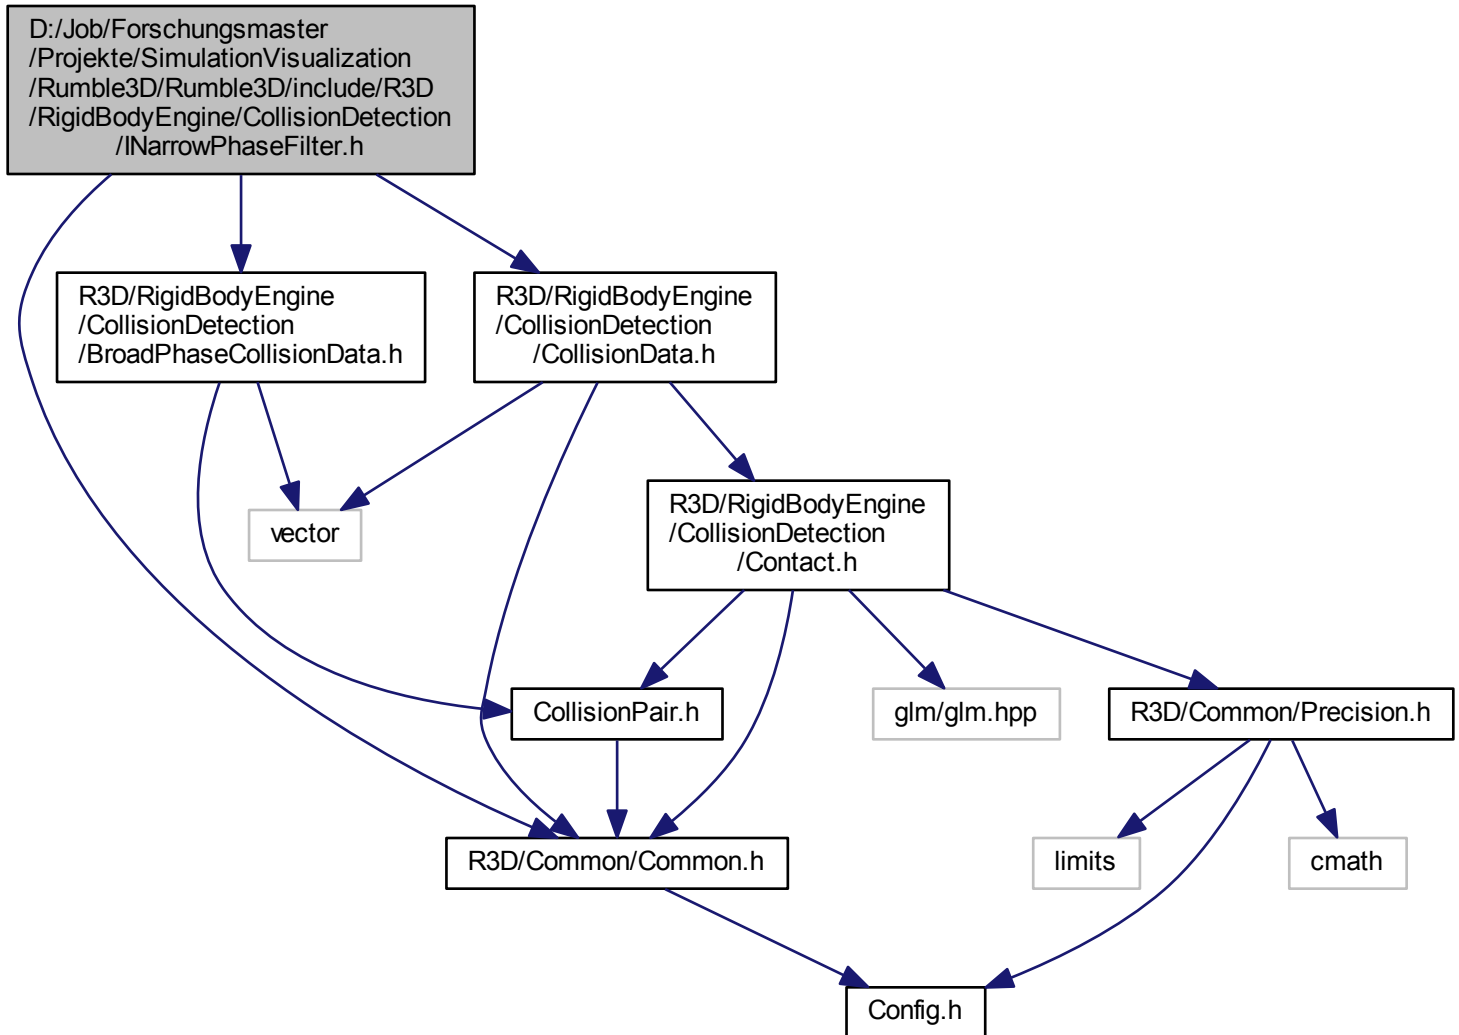 D:/Job/Forschungsmaster
/Projekte/SimulationVisualization
/Rumble3D/Rumble3D/include/R3D
/RigidBodyEngine/CollisionDetection
/INarrowPhaseFilter.h
R3D/RigidBodyEngine
/CollisionDetection
/BroadPhaseCollisionData.h
R3D/RigidBodyEngine
/CollisionDetection
/CollisionData.h
R3D/RigidBodyEngine
/CollisionDetection
/Contact.h
vector
CollisionPair.h
glm/glm.hpp
R3D/Common/Precision.h
R3D/Common/Common.h
limits
cmath
Config.h